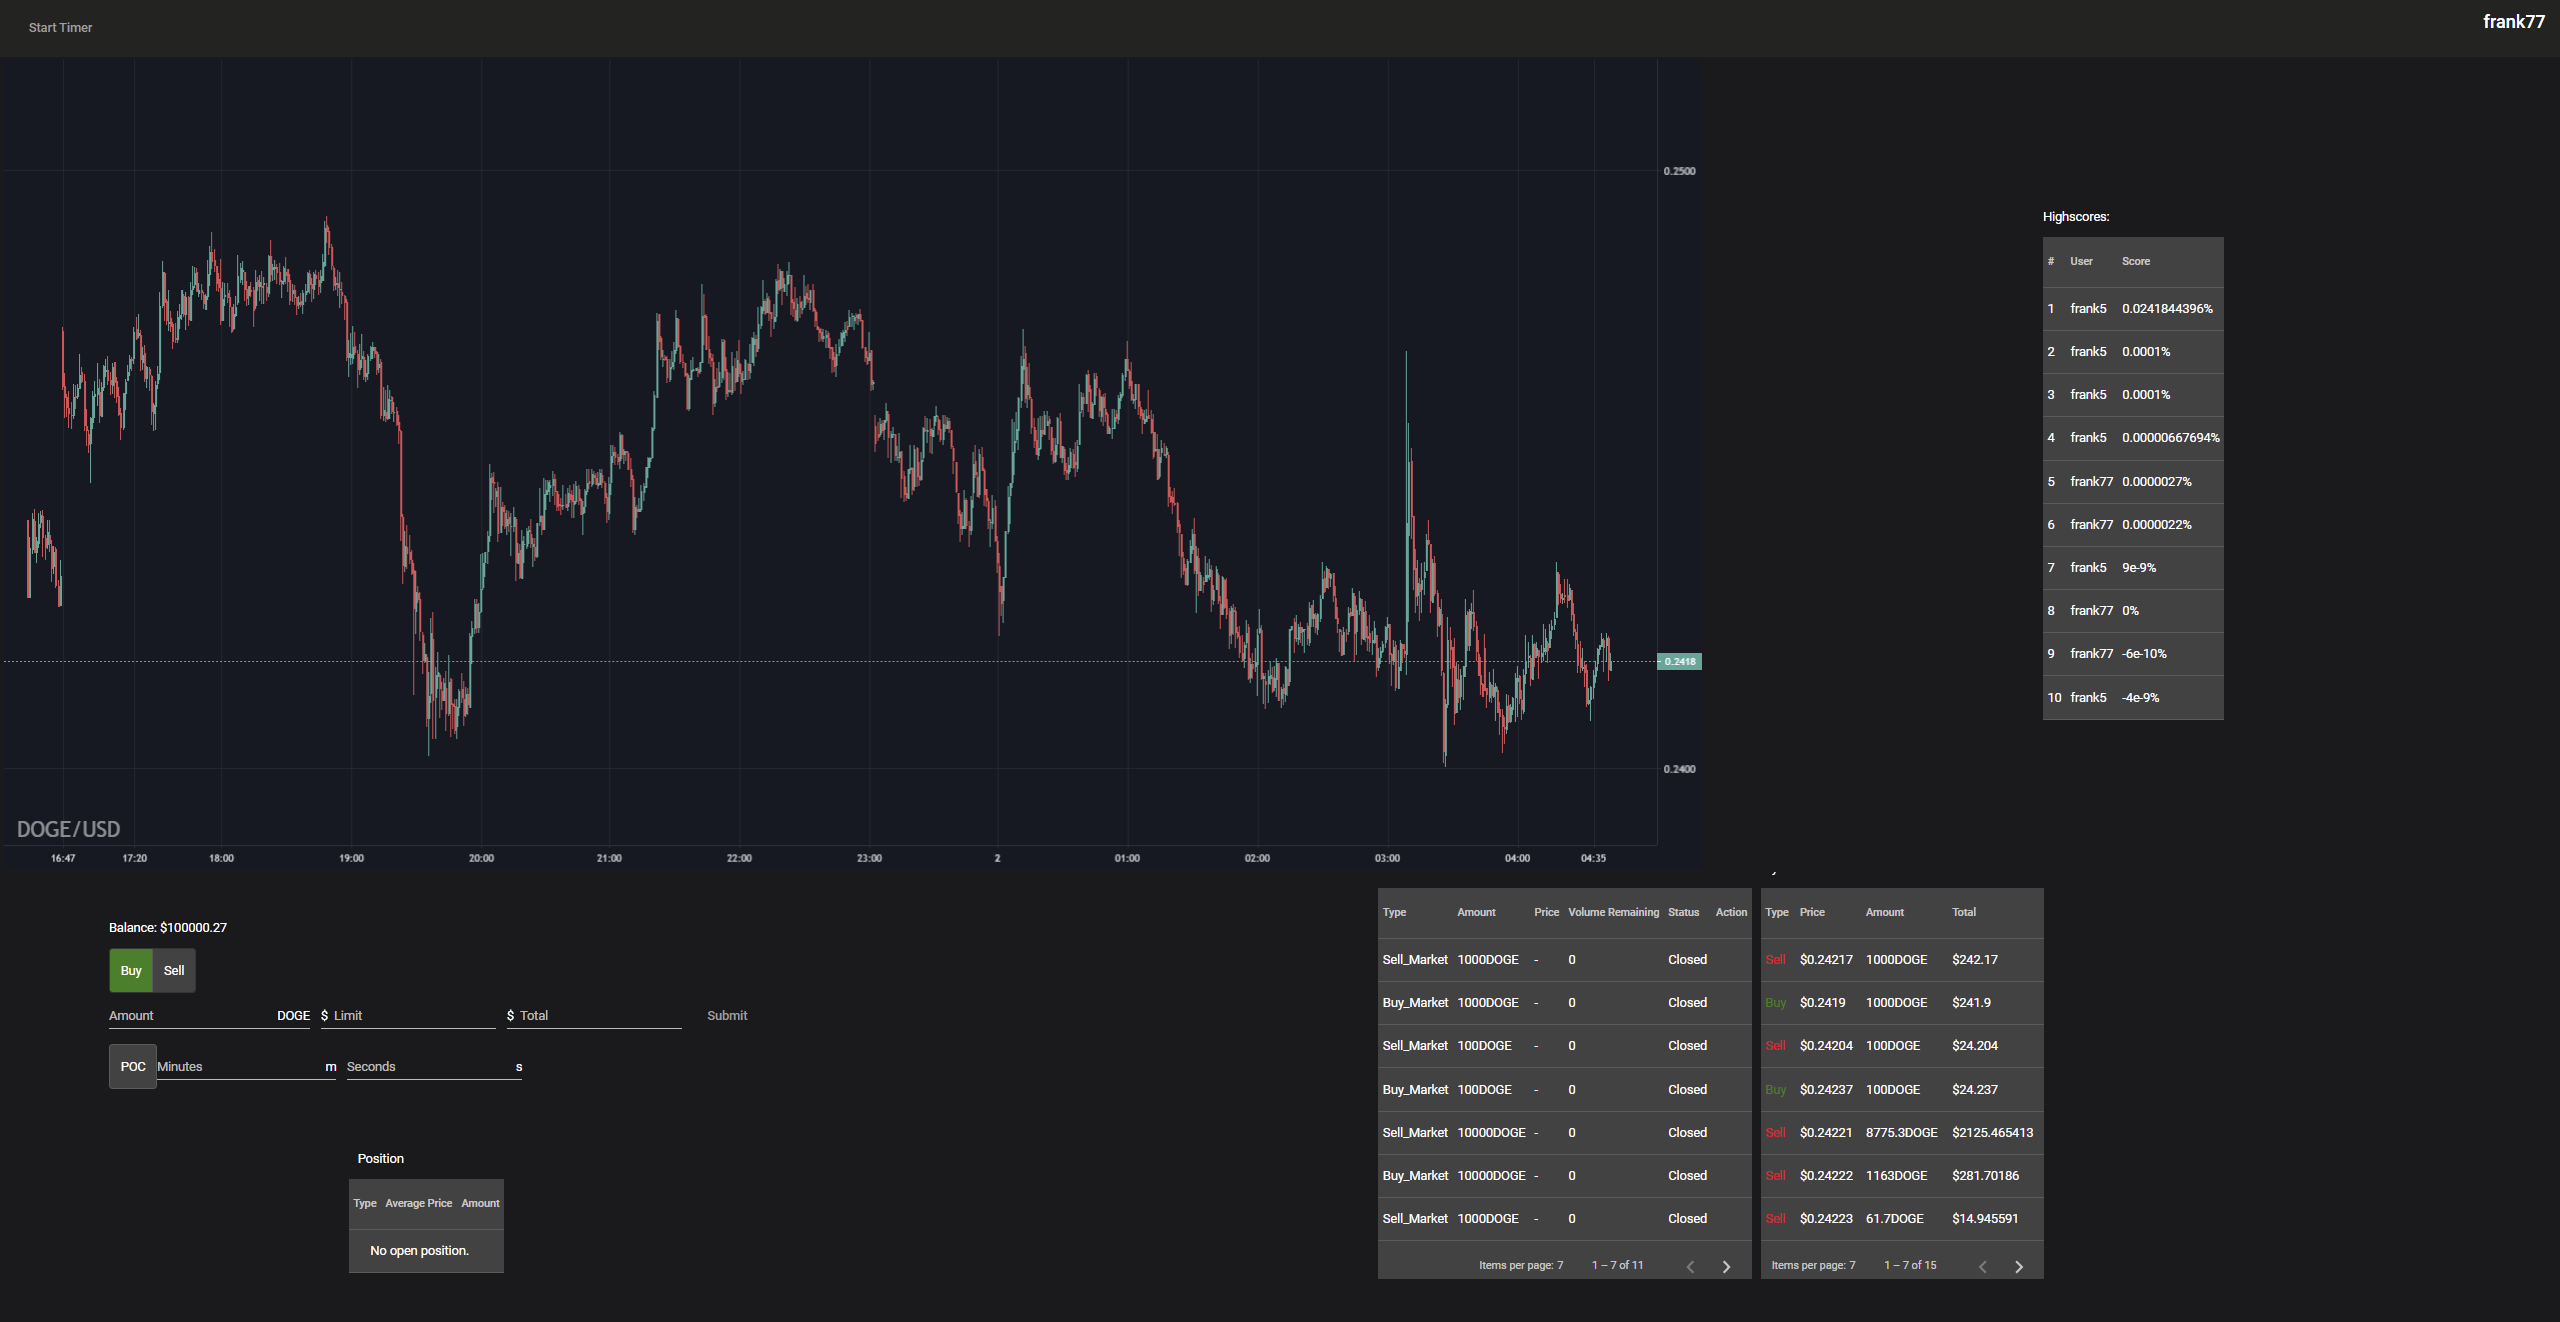 Start Timer
frank77
0.2500
0.2418
0.2400
DOGE/USD
16:47 17:20 18:00 19:00 20:00 21:00 22:00 23:00 2 01:00 02:00 03:00 04:00 04:35
Highscores:
# User Score
1 frank5 0.0241844396%
2 frank5 0.0001%
3 frank5 0.0001%
4 frank5 0.00000667694%
5 frank77 0.0000027%
6 frank77 0.0000022%
7 frank5 9e-9%
8 frank77 0%
9 frank77 -6e-10%
10 frank5 -4e-9%
Balance: $100000.27
Buy Sell
Amount DOGE $ Limit $ Total Submit
POC Minutes m Seconds s
Position
Type Average Price Amount
No open position.
Type Amount Price Volume Remaining Status Action
Sell_Market 1000DOGE - 0 Closed
Buy_Market 1000DOGE - 0 Closed
Sell_Market 100DOGE - 0 Closed
Buy_Market 100DOGE - 0 Closed
Sell_Market 10000DOGE - 0 Closed
Buy_Market 10000DOGE - 0 Closed
Sell_Market 1000DOGE - 0 Closed
Items per page: 7 1 – 7 of 11
Type Price Amount Total
Sell $0.24217 1000DOGE $242.17
Buy $0.2419 1000DOGE $241.9
Sell $0.24204 100DOGE $24.204
Buy $0.24237 100DOGE $24.237
Sell $0.24221 8775.3DOGE $2125.465413
Sell $0.24222 1163DOGE $281.70186
Sell $0.24223 61.7DOGE $14.945591
Items per page: 7 1 – 7 of 15